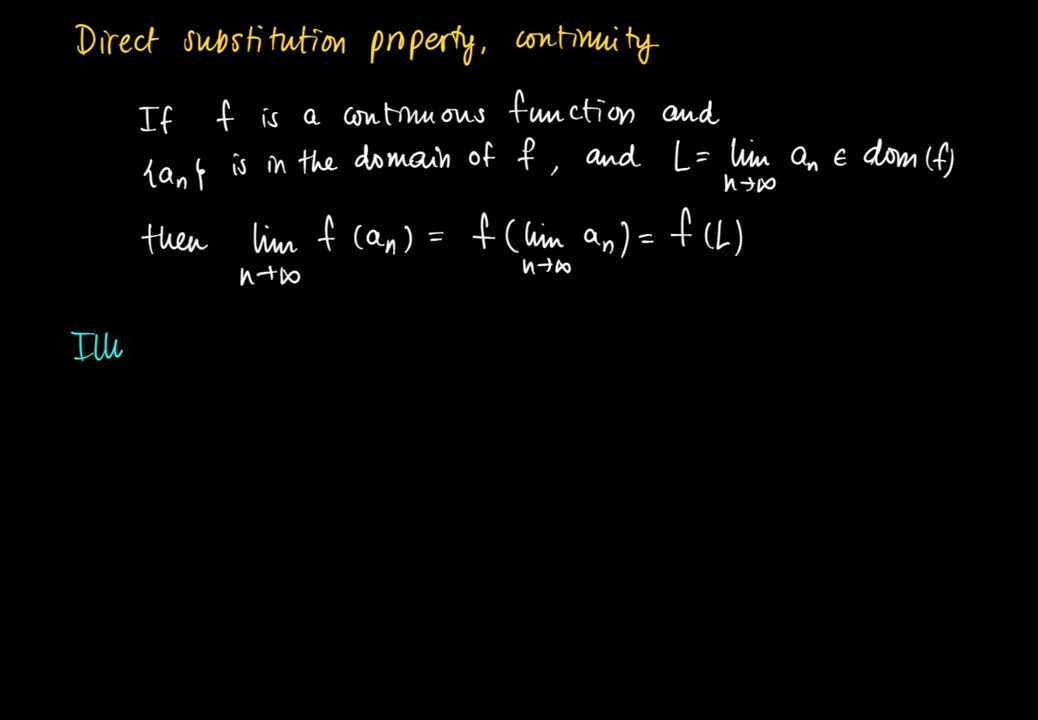 Direct substitution property, continuity
If f is a continuous function and
{aₙ} is in the domain of f, and L = lim n→∞ aₙ ∈ dom(f)
then lim n→∞ f(aₙ) = f(lim n→∞ aₙ) = f(L)
Illu